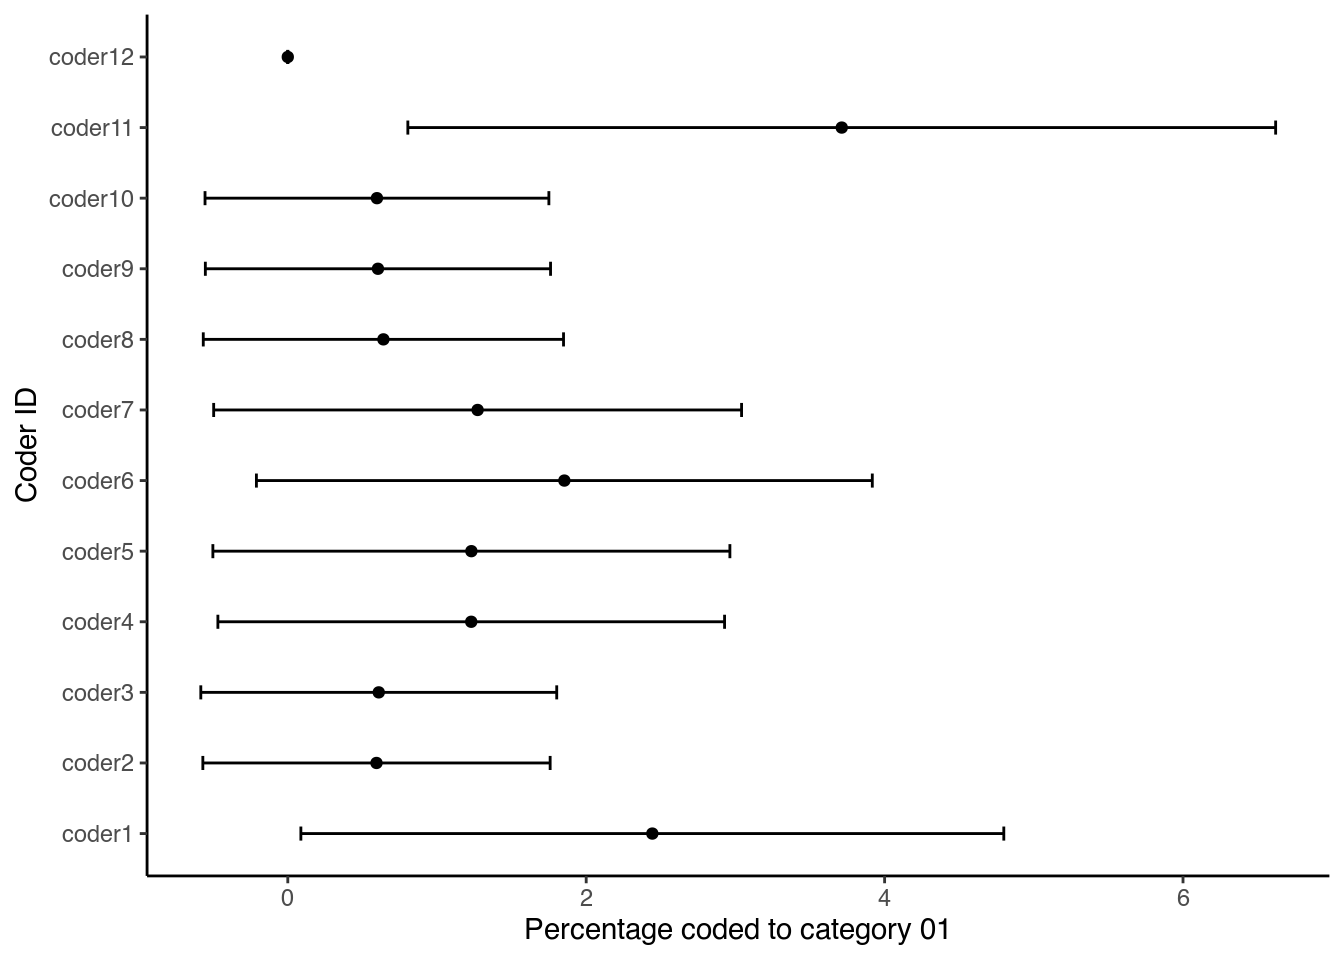 coder12
coder11
coder10
coder9
coder8
coder7
coder6
coder5
coder4
coder3
coder2
coder1
Coder ID
0 2 4 6
Percentage coded to category 01